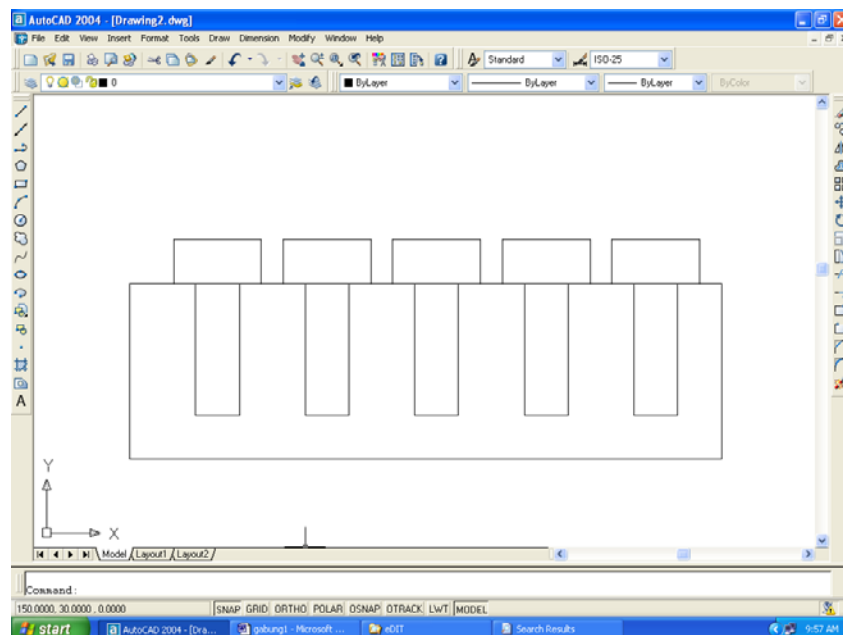 AutoCAD 2004 - [Drawing2.dwg]
File Edit View Insert Format Tools Draw Dimension Modify Window Help
Standard ISO-25
0 ByLayer ByLayer ByLayer ByColor
A
Y
X
Model Layout1 Layout2
Command:
150.0000, 30.0000 , 0.0000 SNAP GRID ORTHO POLAR OSNAP OTRACK LWT MODEL
start AutoCAD 2004 - [Dra... gabung1 - Microsoft ... eDIT Search Results 9:57 AM